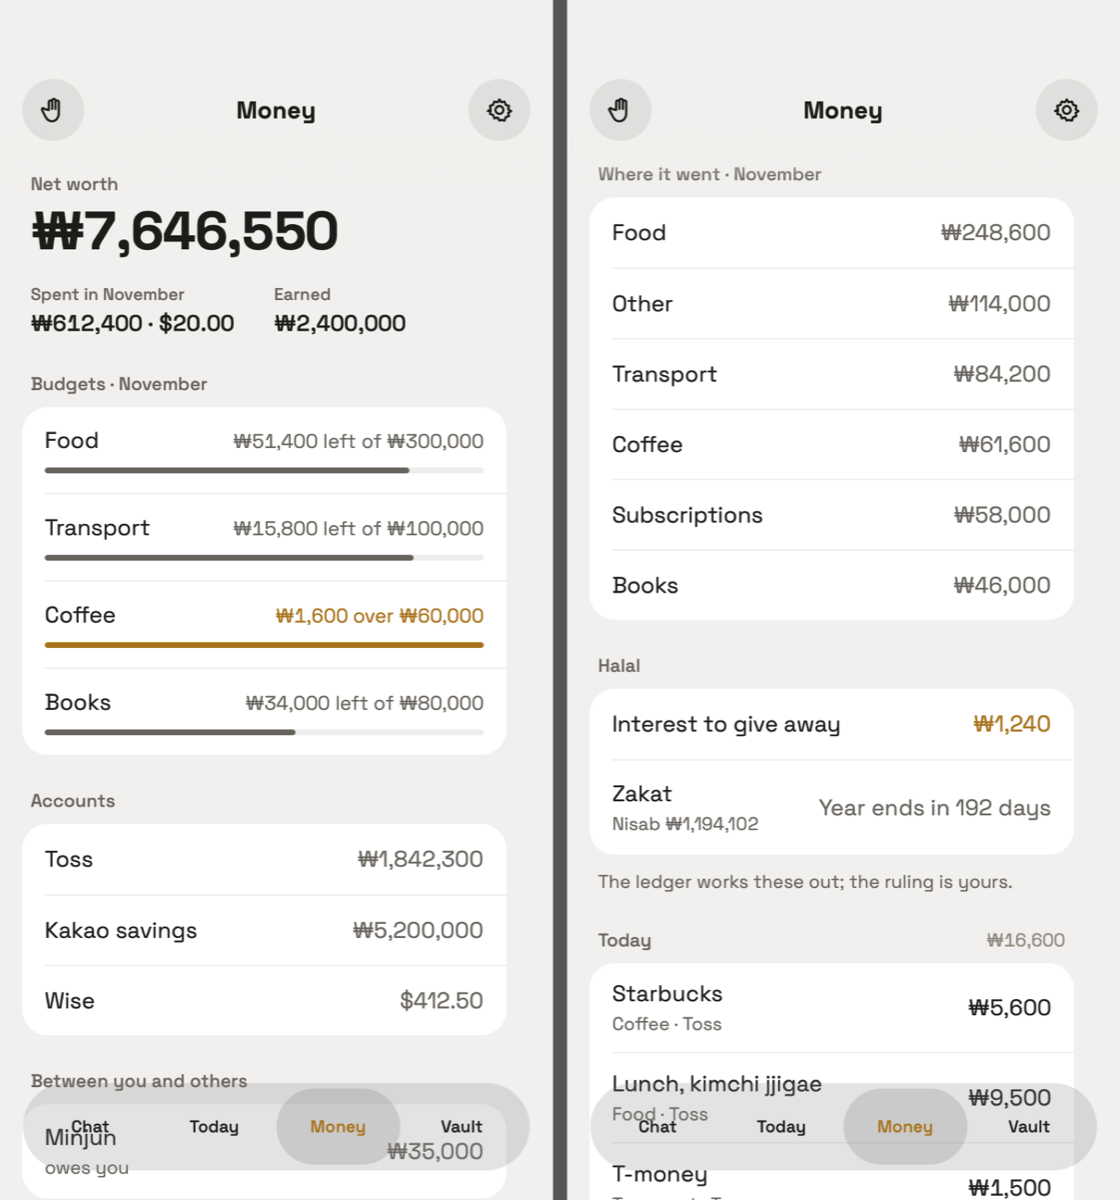 Money
Net worth
₩7,646,550
Spent in November
Earned
₩612,400 · $20.00
₩2,400,000
Budgets · November
Food
₩51,400 left of ₩300,000
Transport
₩15,800 left of ₩100,000
Coffee
₩1,600 over ₩60,000
Books
₩34,000 left of ₩80,000
Accounts
Toss
₩1,842,300
Kakao savings
₩5,200,000
Wise
$412.50
Between you and others
Minjun
₩35,000
owes you
Chat
Today
Money
Vault
Money
Where it went · November
Food
₩248,600
Other
₩114,000
Transport
₩84,200
Coffee
₩61,600
Subscriptions
₩58,000
Books
₩46,000
Halal
Interest to give away
₩1,240
Zakat
Nisab ₩1,194,102
Year ends in 192 days
The ledger works these out; the ruling is yours.
Today
₩16,600
Starbucks
Coffee · Toss
₩5,600
Lunch, kimchi jjigae
Food · Toss
₩9,500
Chat
Today
Money
Vault
T-money
₩1,500